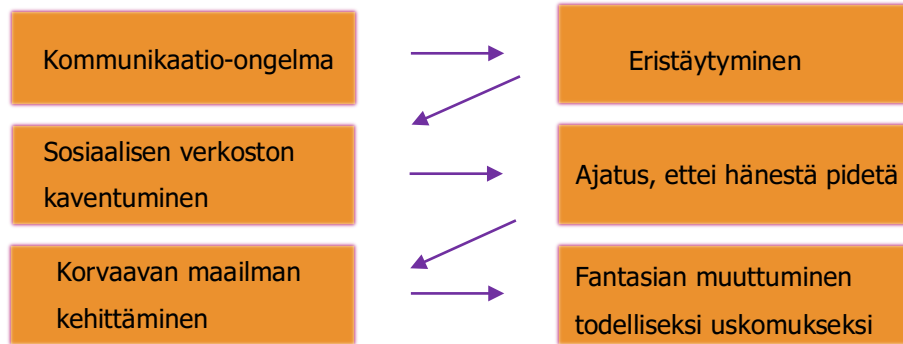 Kommunikaatio-ongelma
Eristäytyminen
Sosiaalisen verkoston
kaventuminen
Ajatus, ettei hänestä pidetä
Korvaavan maailman
kehittäminen
Fantasian muuttuminen
todelliseksi uskomukseksi